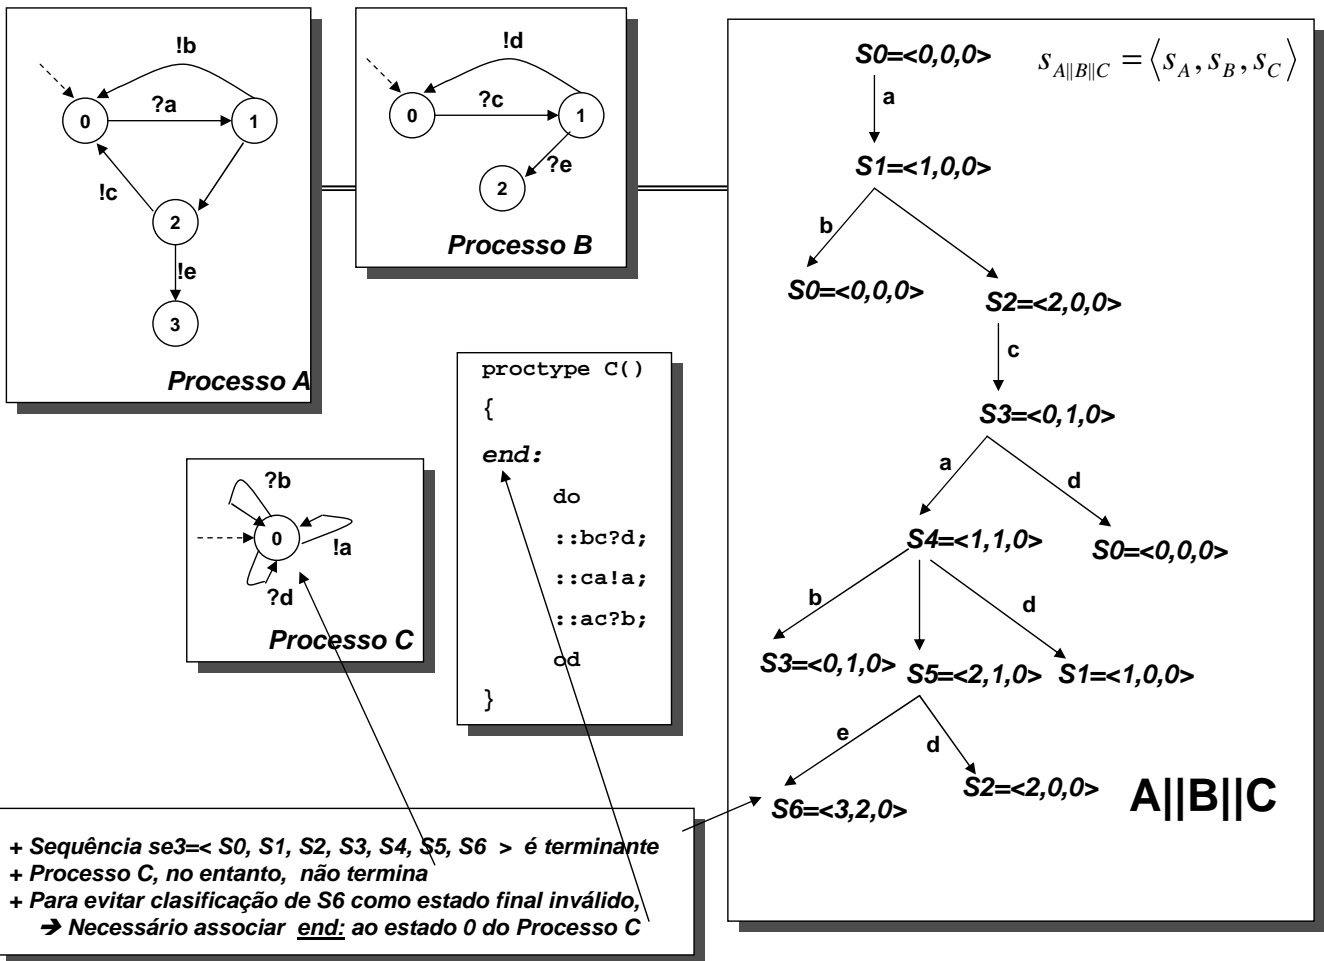 !b
?a
0
1
!c
2
!e
3
Processo A
!d
?c
0
1
?e
2
Processo B
?b
0
!a
?d
Processo C
proctype C()
{
end:
do
::bc?d;
::ca!a;
::ac?b;
od
}
S0=<0,0,0>
s A||B||C = ⟨s A , s B , s C⟩
a
S1=<1,0,0>
b
S0=<0,0,0>
S2=<2,0,0>
c
S3=<0,1,0>
a
d
S4=<1,1,0>
S0=<0,0,0>
b
d
S3=<0,1,0> S5=<2,1,0> S1=<1,0,0>
e
d
S6=<3,2,0>
S2=<2,0,0>
A||B||C
+ Sequência se3=< S0, S1, S2, S3, S4, S5, S6 > é terminante
+ Processo C, no entanto, não termina
+ Para evitar clasificação de S6 como estado final inválido,
➔ Necessário associar end: ao estado 0 do Processo C